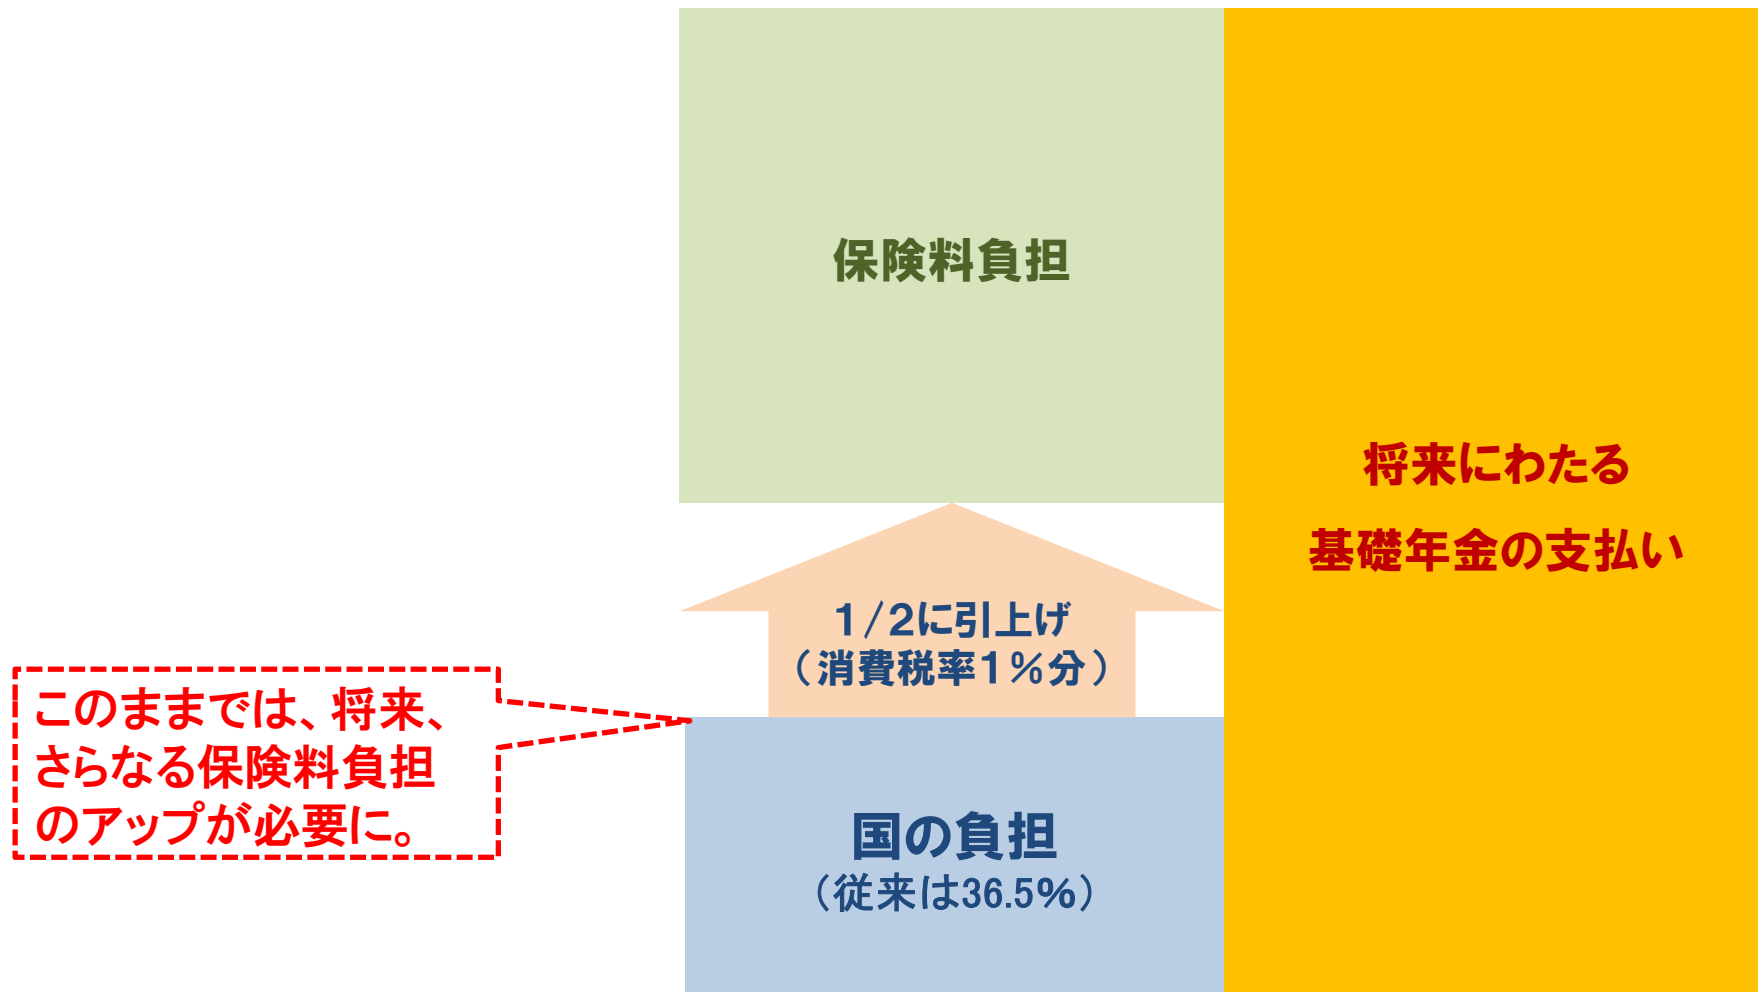 保険料負担
将来にわたる
基礎年金の支払い
1/2に引上げ
（消費税率1％分）
このままでは、将来、
さらなる保険料負担
のアップが必要に。
国の負担
（従来は36.5％）